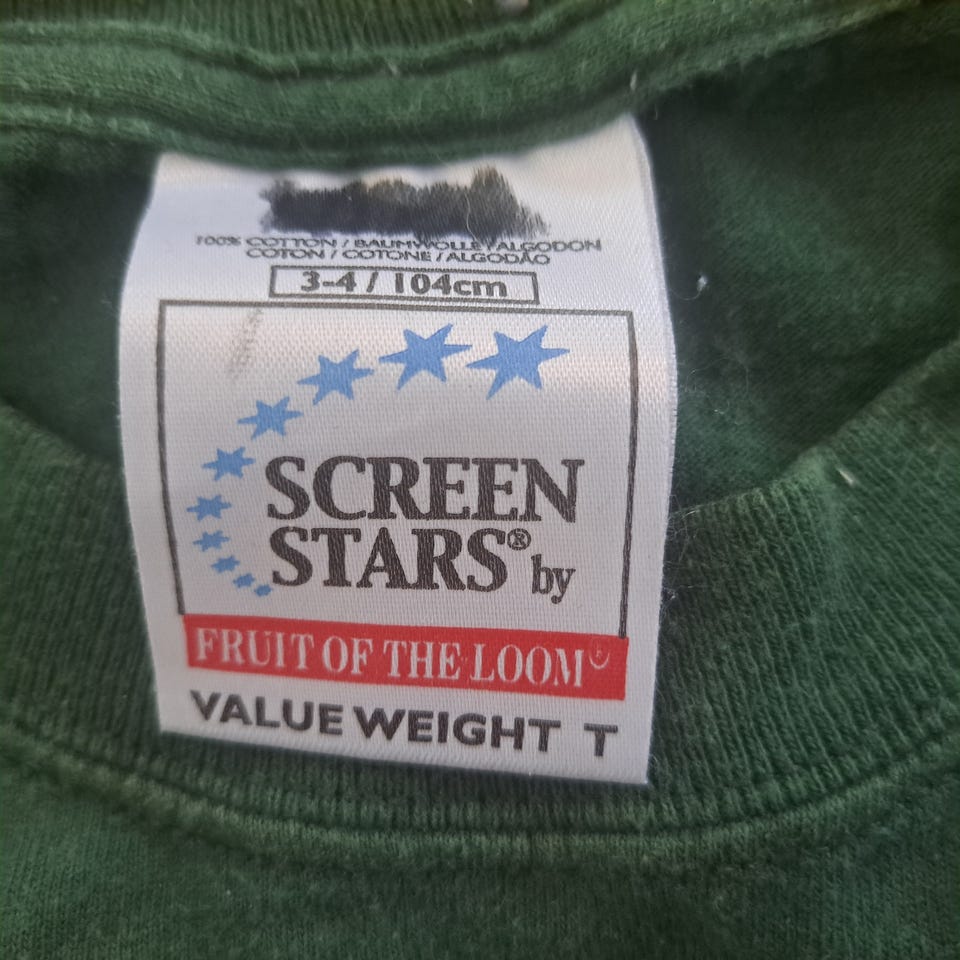 100% COTTON / BAUMWOLLE / ALGODON
COTON / COTONE / ALGODÃO
3-4 / 104cm
SCREEN
STARS® by
FRUIT OF THE LOOM®
VALUE WEIGHT T